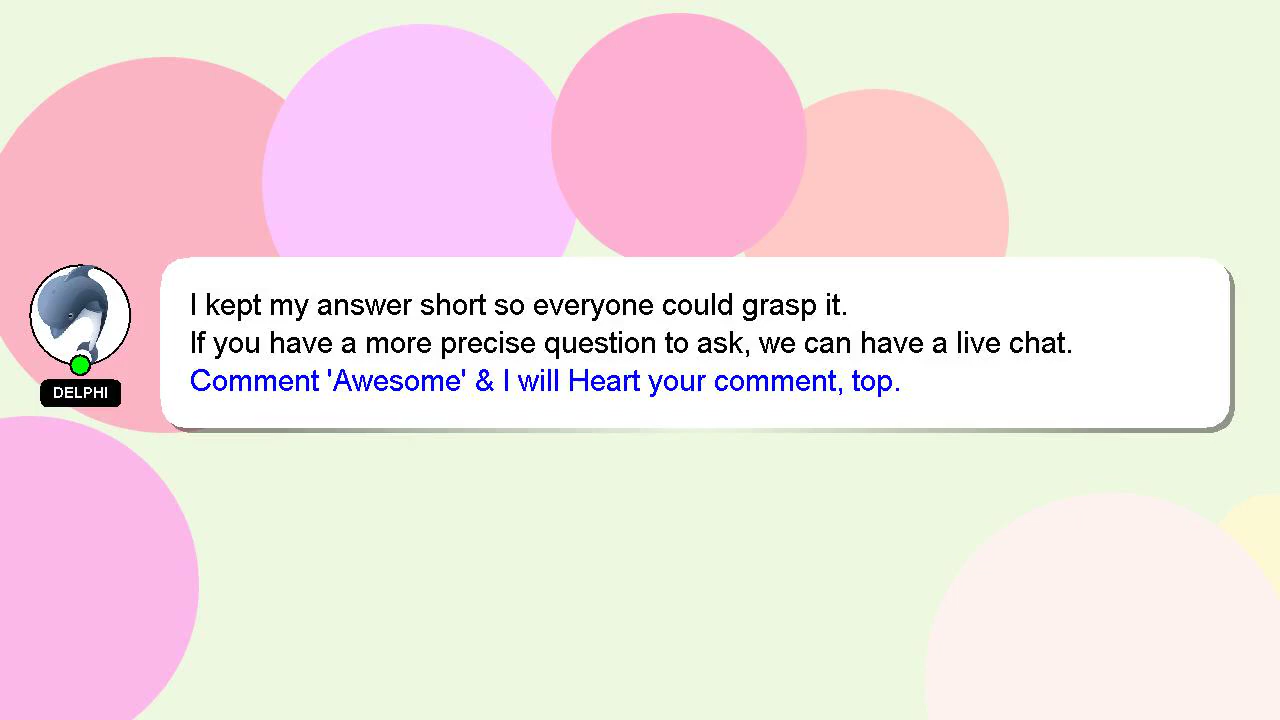 I kept my answer short so everyone could grasp it.
If you have a more precise question to ask, we can have a live chat.
Comment 'Awesome' & I will Heart your comment, top.
DELPHI